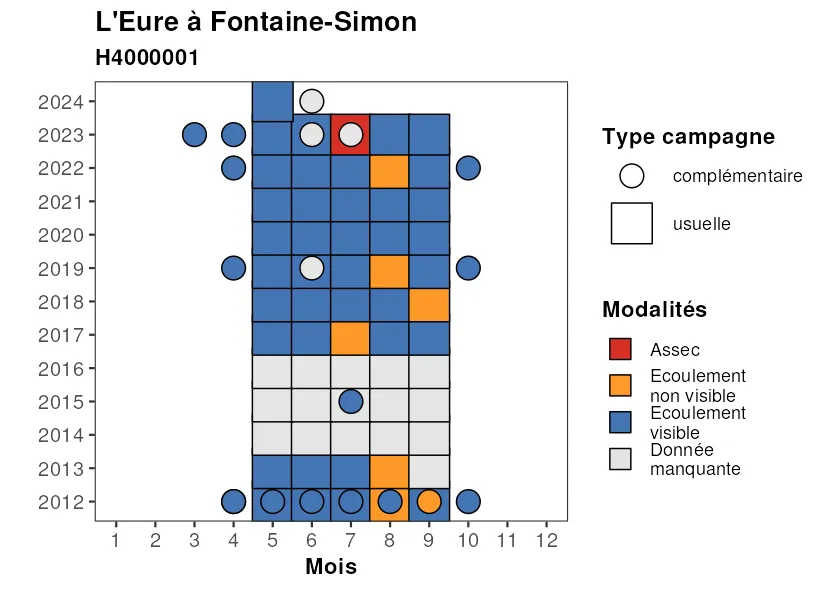 L'Eure à Fontaine-Simon
H4000001
2024
2023
2022
2021
2020
2019
2018
2017
2016
2015
2014
2013
2012
1 2 3 4 5 6 7 8 9 10 11 12
Mois
Type campagne
complémentaire
usuelle
Modalités
Assec
Ecoulement
non visible
Ecoulement
visible
Donnée
manquante